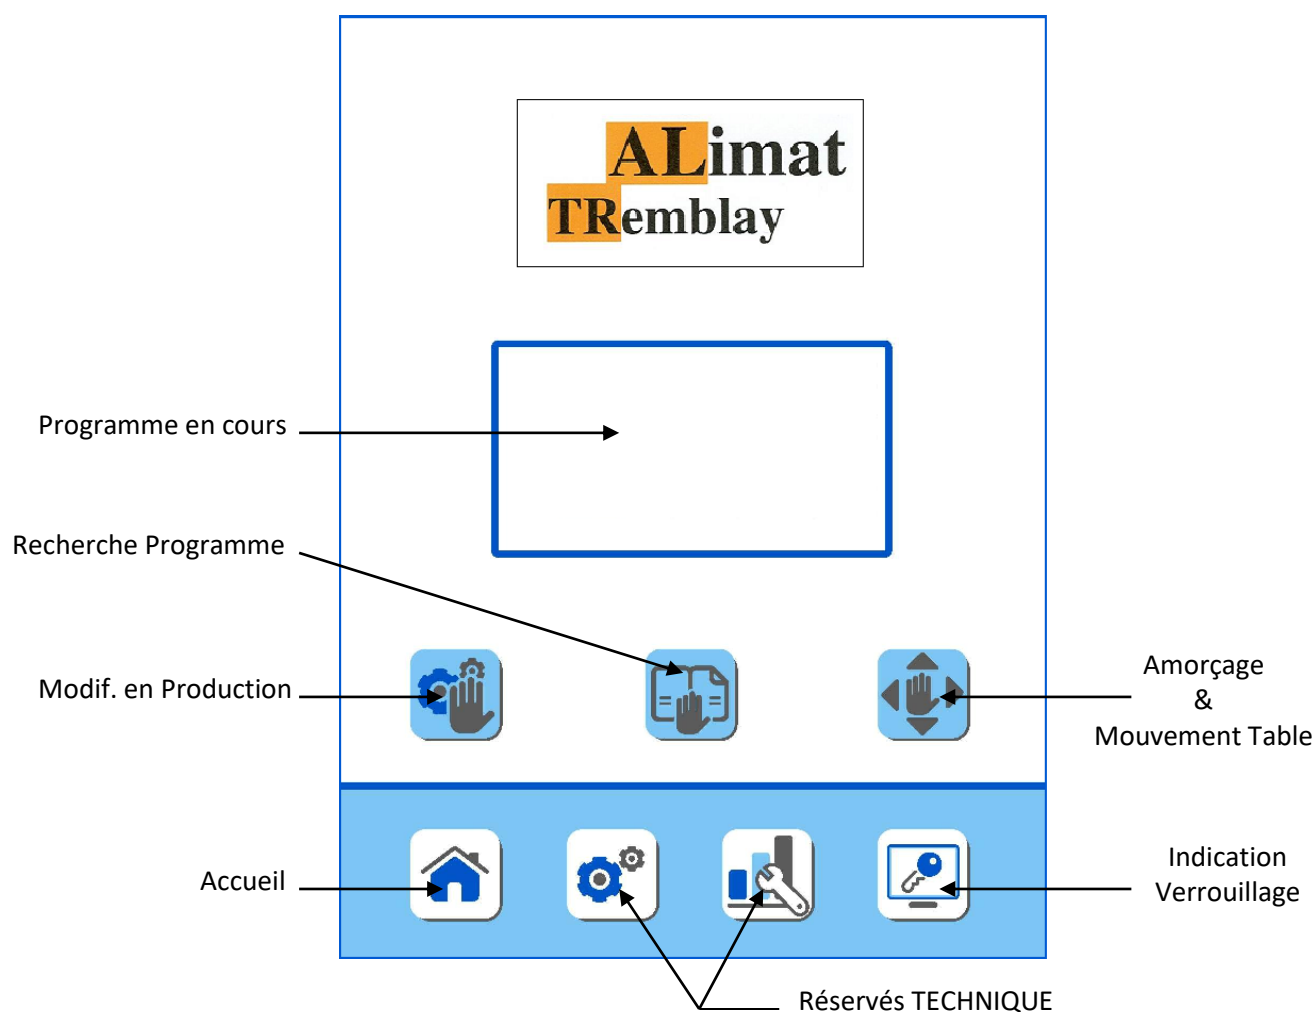 ALimat
TRemblay
Programme en cours
Recherche Programme
Modif. en Production
Amorçage
&
Mouvement Table
Accueil
Indication
Verrouillage
Réservés TECHNIQUE